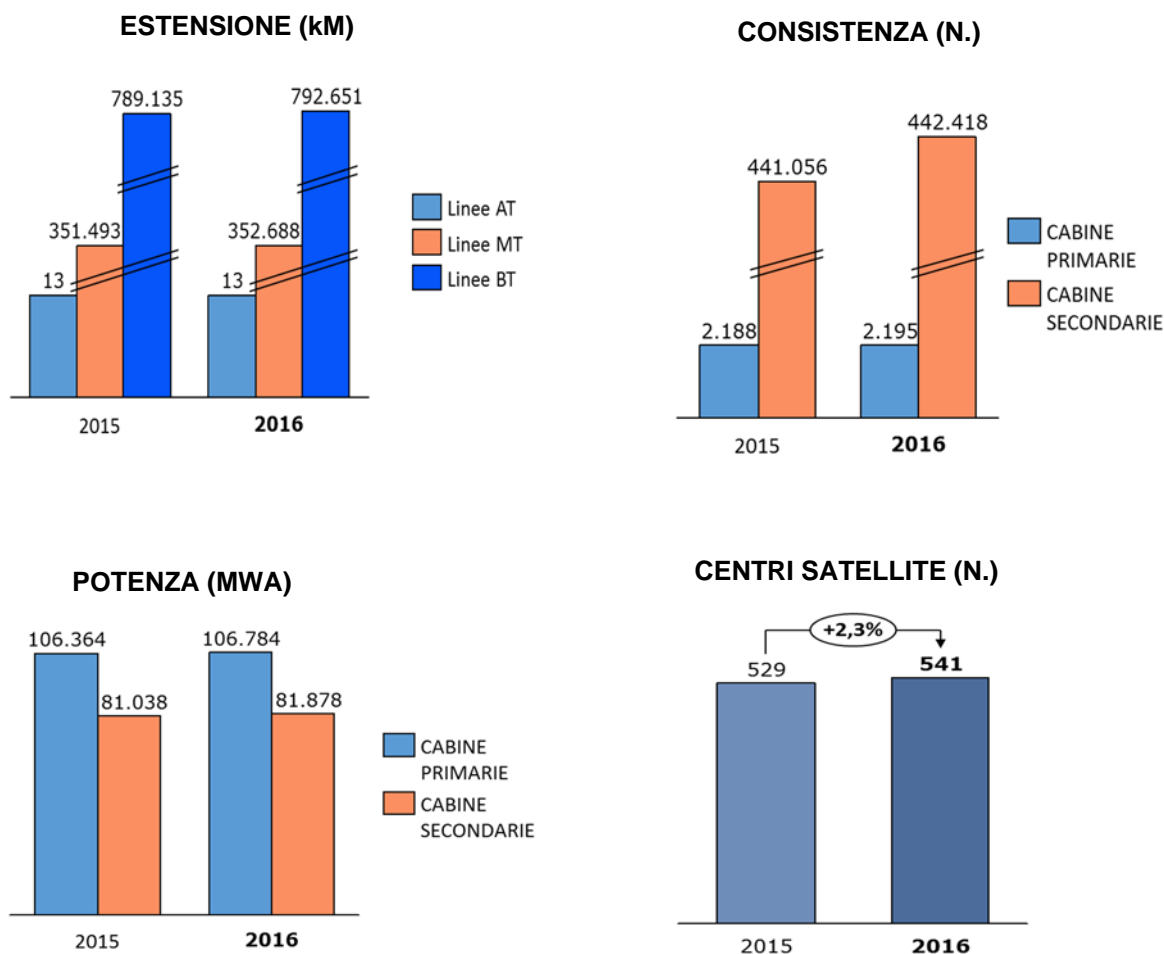 ESTENSIONE (kM)
789.135
792.651
351.493
352.688
13
13
Linee AT
Linee MT
Linee BT
2015
2016
CONSISTENZA (N.)
441.056
442.418
2.188
2.195
CABINE
PRIMARIE
CABINE
SECONDARIE
2015
2016
POTENZA (MWA)
106.364
106.784
81.038
81.878
CABINE
PRIMARIE
CABINE
SECONDARIE
2015
2016
CENTRI SATELLITE (N.)
+2,3%
529
541
2015
2016